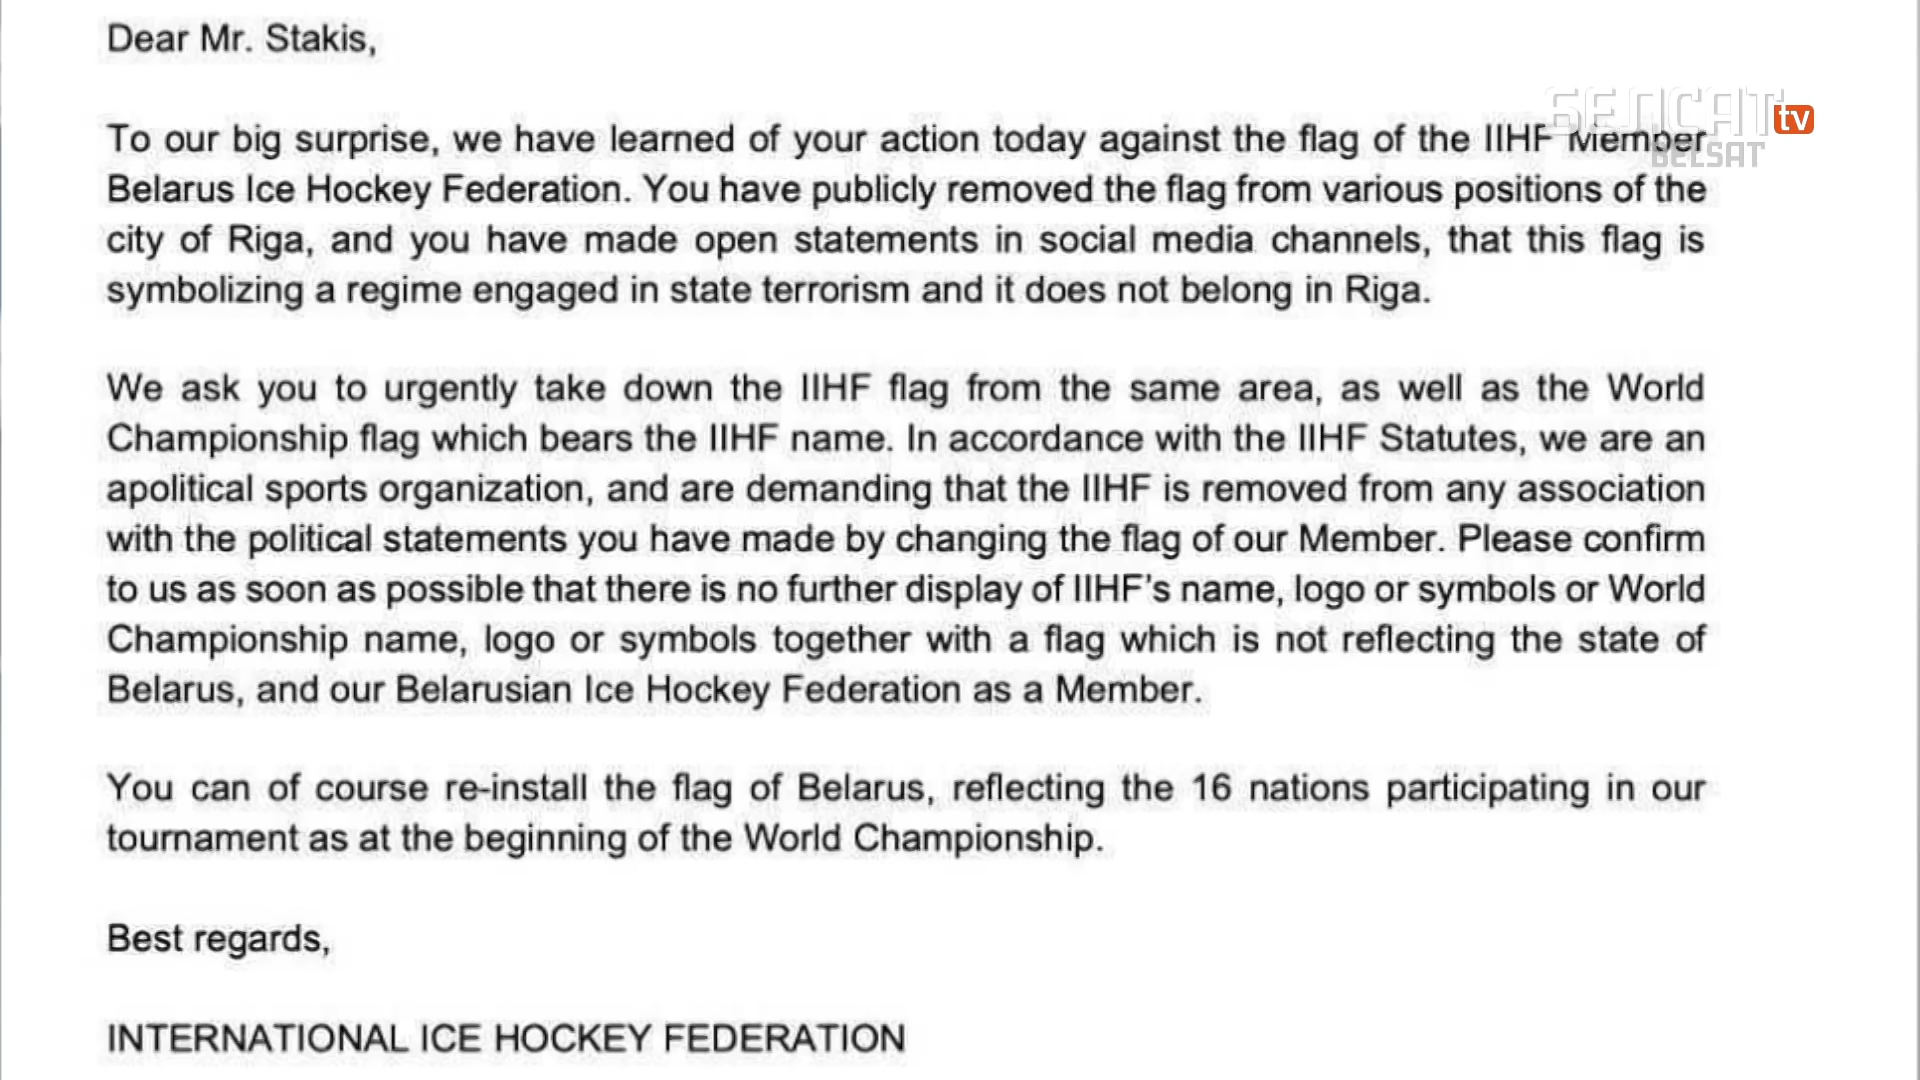 Dear Mr. Stakis,
БЕЛСАТ tv
To our big surprise, we have learned of your action today against the flag of the IIHF Member
BELSAT
Belarus Ice Hockey Federation. You have publicly removed the flag from various positions of the
city of Riga, and you have made open statements in social media channels, that this flag is
symbolizing a regime engaged in state terrorism and it does not belong in Riga.
We ask you to urgently take down the IIHF flag from the same area, as well as the World
Championship flag which bears the IIHF name. In accordance with the IIHF Statutes, we are an
apolitical sports organization, and are demanding that the IIHF is removed from any association
with the political statements you have made by changing the flag of our Member. Please confirm
to us as soon as possible that there is no further display of IIHF's name, logo or symbols or World
Championship name, logo or symbols together with a flag which is not reflecting the state of
Belarus, and our Belarusian Ice Hockey Federation as a Member.
You can of course re-install the flag of Belarus, reflecting the 16 nations participating in our
tournament as at the beginning of the World Championship.
Best regards,
INTERNATIONAL ICE HOCKEY FEDERATION